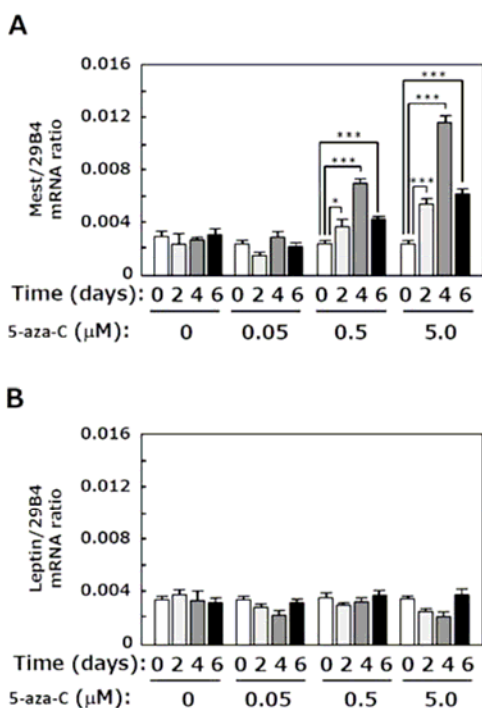 A
Mest/29B4
mRNA ratio
0.016
0.012
0.008
0.004
0
***
***
***
***
*
***
Time (days): 0 2 4 6 0 2 4 6 0 2 4 6 0 2 4 6
5-aza-C (μM): 0 0.05 0.5 5.0
B
Leptin/29B4
mRNA ratio
0.016
0.012
0.008
0.004
0
Time (days): 0 2 4 6 0 2 4 6 0 2 4 6 0 2 4 6
5-aza-C (μM): 0 0.05 0.5 5.0